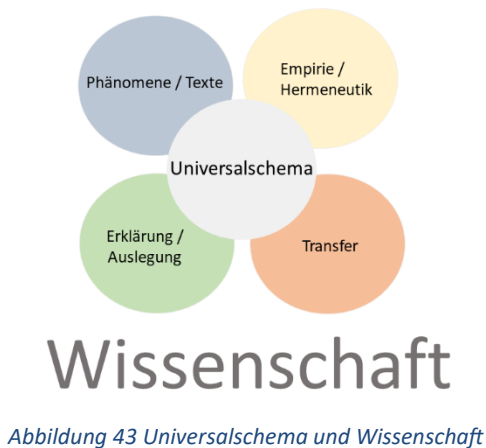 Phänomene / Texte
Empirie /
Hermeneutik
Universalschema
Erklärung /
Auslegung
Transfer
Wissenschaft
Abbildung 43 Universalschema und Wissenschaft